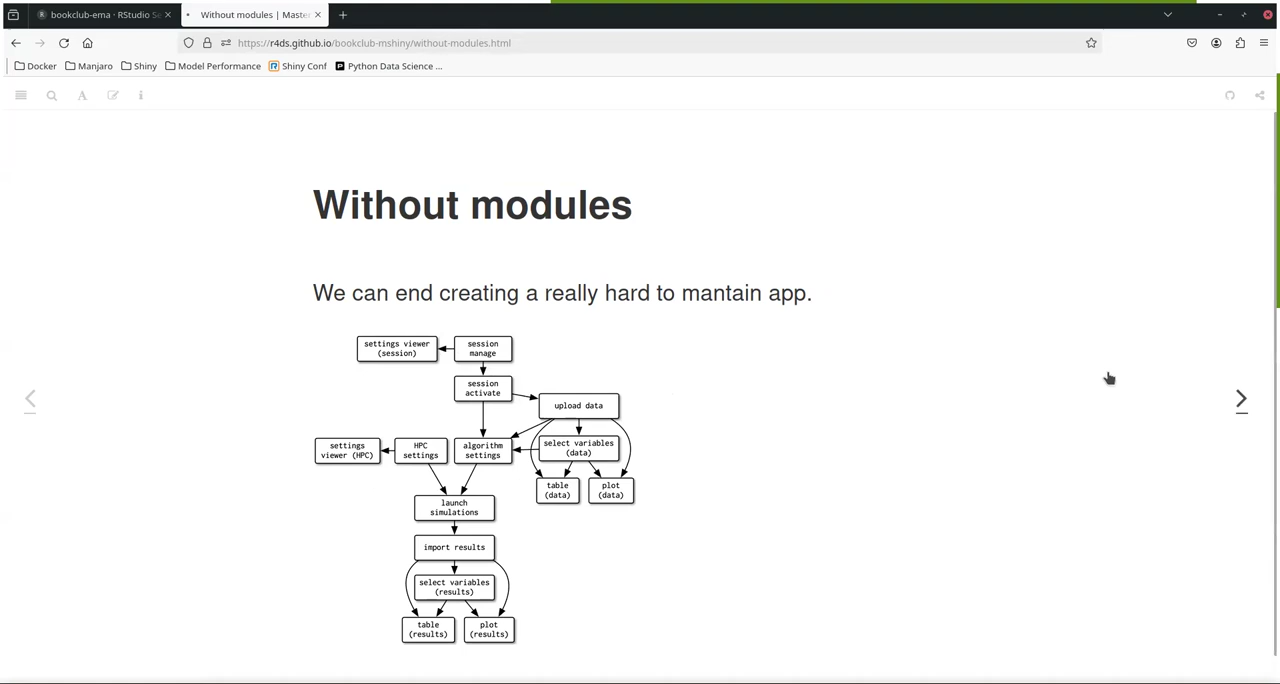 bookclub-ema · RStudio Se
Without modules | Maste
https://r4ds.github.io/bookclub-mshiny/without-modules.html
Docker
Manjaro
Shiny
Model Performance
Shiny Conf
Python Data Science ...
Without modules
We can end creating a really hard to mantain app.
settings viewer
(session)
session
manage
session
activate
upload data
settings
viewer (HPC)
HPC
settings
algorithm
settings
select variables
(data)
table
(data)
plot
(data)
launch
simulations
import results
select variables
(results)
table
(results)
plot
(results)